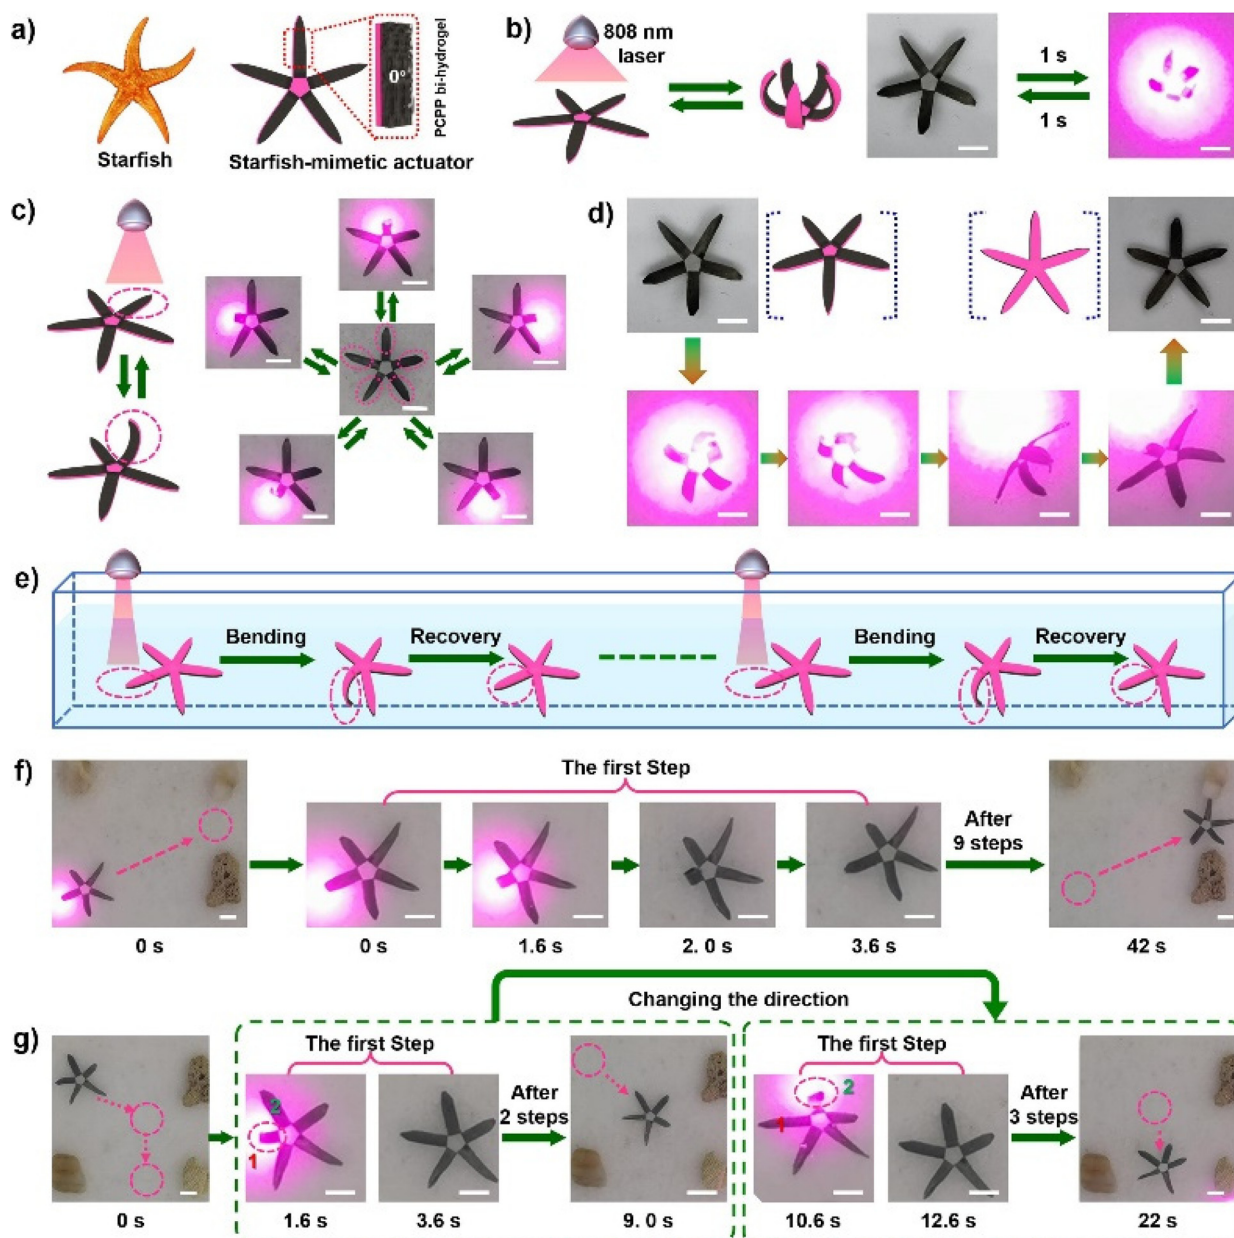 a)
Starfish
0°
PCPP bi-hydrogel
Starfish-mimetic actuator
b)
808 nm
laser
1 s
1 s
c)
d)
e)
Bending
Recovery
Bending
Recovery
f)
The first Step
After
9 steps
0 s
0 s
1.6 s
2. 0 s
3.6 s
42 s
Changing the direction
g)
The first Step
2
1
After
2 steps
The first Step
2
1
After
3 steps
0 s
1.6 s
3.6 s
9. 0 s
10.6 s
12.6 s
22 s